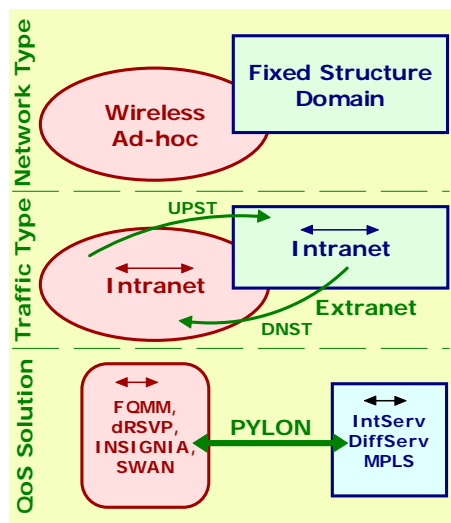 Network Type
Fixed Structure
Domain
Wireless
Ad-hoc
Traffic Type
UPST
Intranet
Intranet
Extranet
DNST
QoS Solution
FQMM,
dRSVP,
INSIGNIA,
SWAN
PYLON
IntServ
DiffServ
MPLS